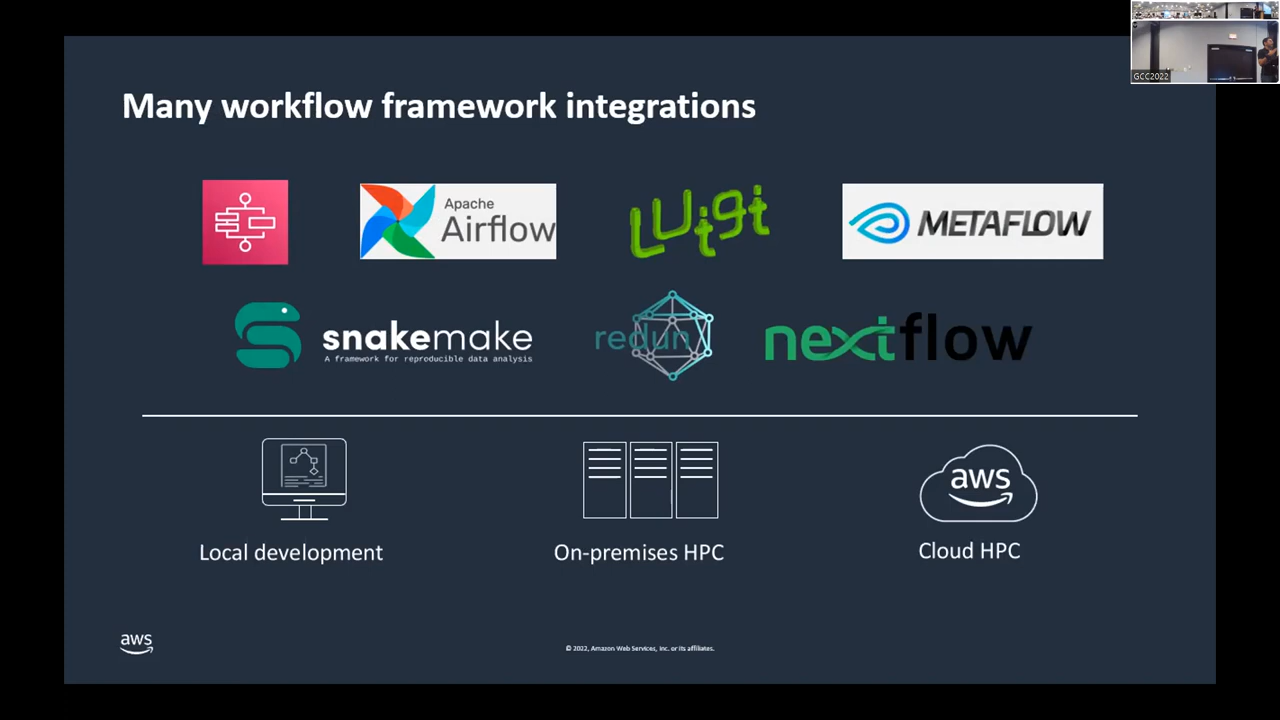 GCC2022
Many workflow framework integrations
Apache
Airflow
Luigi
METAFLOW
snakemake
A framework for reproducible data analysis
redun
nextflow
aws
Local development
On-premises HPC
Cloud HPC
aws
© 2022, Amazon Web Services, Inc. or its affiliates.